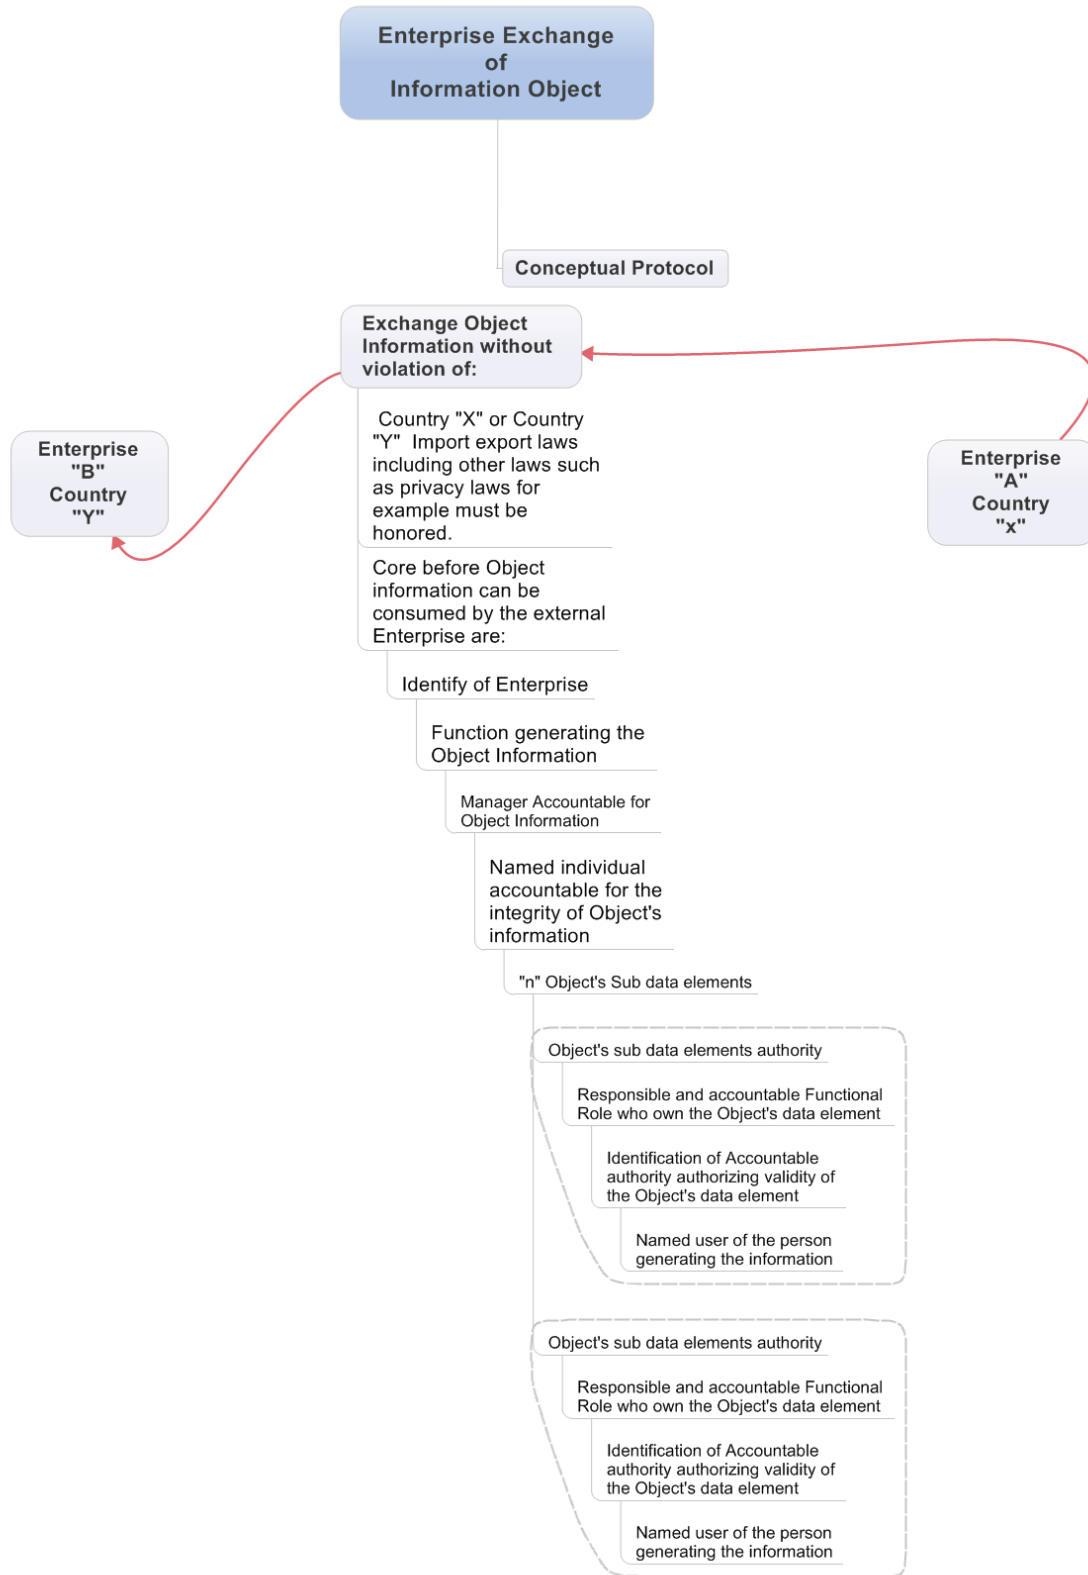 Enterprise Exchange
of
Information Object
Conceptual Protocol
Exchange Object
Information without
violation of:
Country "X" or Country
"Y"  Import export laws
including other laws such
as privacy laws for
example must be
honored.
Enterprise
"B"
Country
"Y"
Enterprise
"A"
Country
"x"
Core before Object
information can be
consumed by the external
Enterprise are:
Identify of Enterprise
Function generating the
Object Information
Manager Accountable for
Object Information
Named individual
accountable for the
integrity of Object's
information
"n" Object's Sub data elements
Object's sub data elements authority
Responsible and accountable Functional
Role who own the Object's data element
Identification of Accountable
authority authorizing validity of
the Object's data element
Named user of the person
generating the information
Object's sub data elements authority
Responsible and accountable Functional
Role who own the Object's data element
Identification of Accountable
authority authorizing validity of
the Object's data element
Named user of the person
generating the information